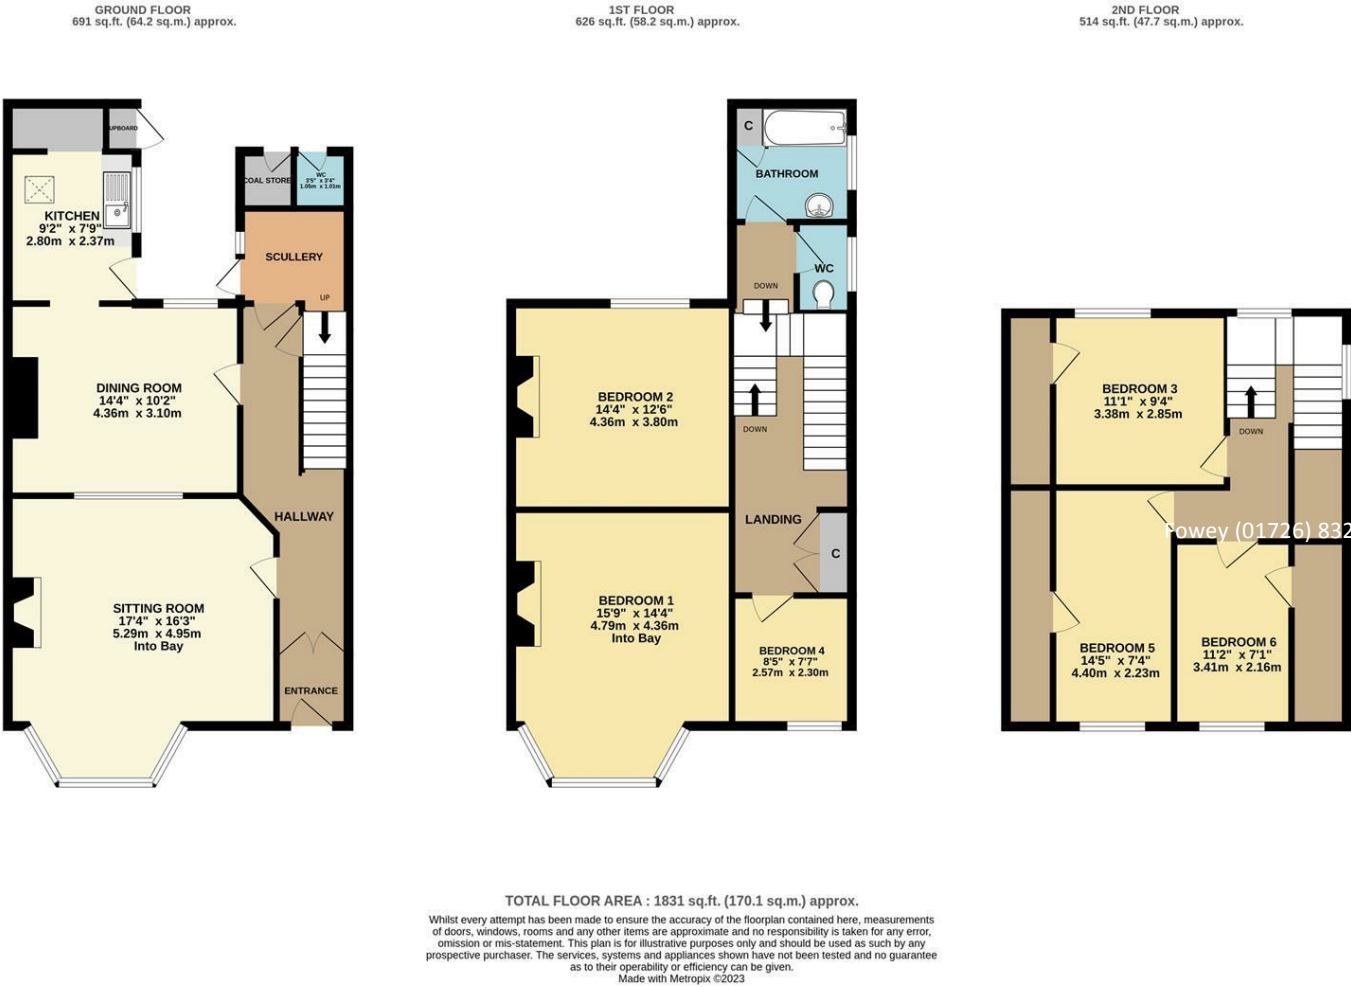 GROUND FLOOR
691 sq.ft. (64.2 sq.m.) approx.
UPBOARD
KITCHEN
9'2" x 7'9"
2.80m x 2.37m
COAL STORE
WC
3'5" x 3'4"
1.05m x 1.01m
SCULLERY
UP
DINING ROOM
14'4" x 10'2"
4.36m x 3.10m
HALLWAY
SITTING ROOM
17'4" x 16'3"
5.29m x 4.95m
Into Bay
ENTRANCE
1ST FLOOR
626 sq.ft. (58.2 sq.m.) approx.
C
BATHROOM
WC
DOWN
BEDROOM 2
14'4" x 12'6"
4.36m x 3.80m
DOWN
LANDING
C
BEDROOM 1
15'9" x 14'4"
4.79m x 4.36m
Into Bay
BEDROOM 4
8'5" x 7'7"
2.57m x 2.30m
2ND FLOOR
514 sq.ft. (47.7 sq.m.) approx.
BEDROOM 3
11'1" x 9'4"
3.38m x 2.85m
DOWN
Fowey (01726) 832
BEDROOM 5
14'5" x 7'4"
4.40m x 2.23m
BEDROOM 6
11'2" x 7'1"
3.41m x 2.16m
TOTAL FLOOR AREA : 1831 sq.ft. (170.1 sq.m.) approx.
Whilst every attempt has been made to ensure the accuracy of the floorplan contained here, measurements
of doors, windows, rooms and any other items are approximate and no responsibility is taken for any error,
omission or mis-statement. This plan is for illustrative purposes only and should be used as such by any
prospective purchaser. The services, systems and appliances shown have not been tested and no guarantee
as to their operability or efficiency can be given.
Made with Metropix ©2023